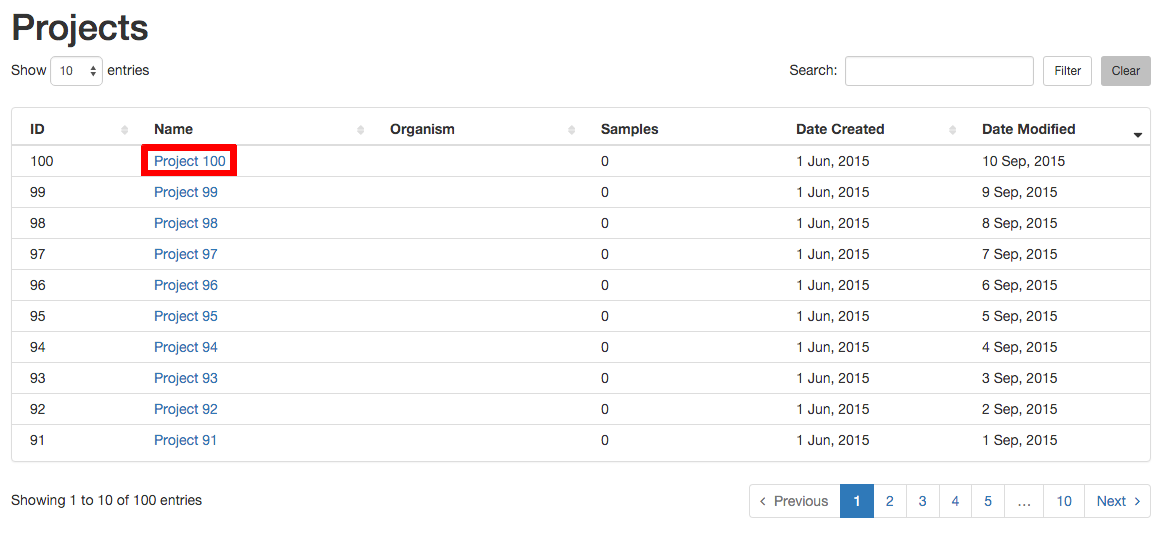 Projects
Show 10 entries Search: Filter Clear
ID Name Organism Samples Date Created Date Modified
100 Project 100 0 1 Jun, 2015 10 Sep, 2015
99 Project 99 0 1 Jun, 2015 9 Sep, 2015
98 Project 98 0 1 Jun, 2015 8 Sep, 2015
97 Project 97 0 1 Jun, 2015 7 Sep, 2015
96 Project 96 0 1 Jun, 2015 6 Sep, 2015
95 Project 95 0 1 Jun, 2015 5 Sep, 2015
94 Project 94 0 1 Jun, 2015 4 Sep, 2015
93 Project 93 0 1 Jun, 2015 3 Sep, 2015
92 Project 92 0 1 Jun, 2015 2 Sep, 2015
91 Project 91 0 1 Jun, 2015 1 Sep, 2015
Showing 1 to 10 of 100 entries ‹ Previous 1 2 3 4 5 … 10 Next ›